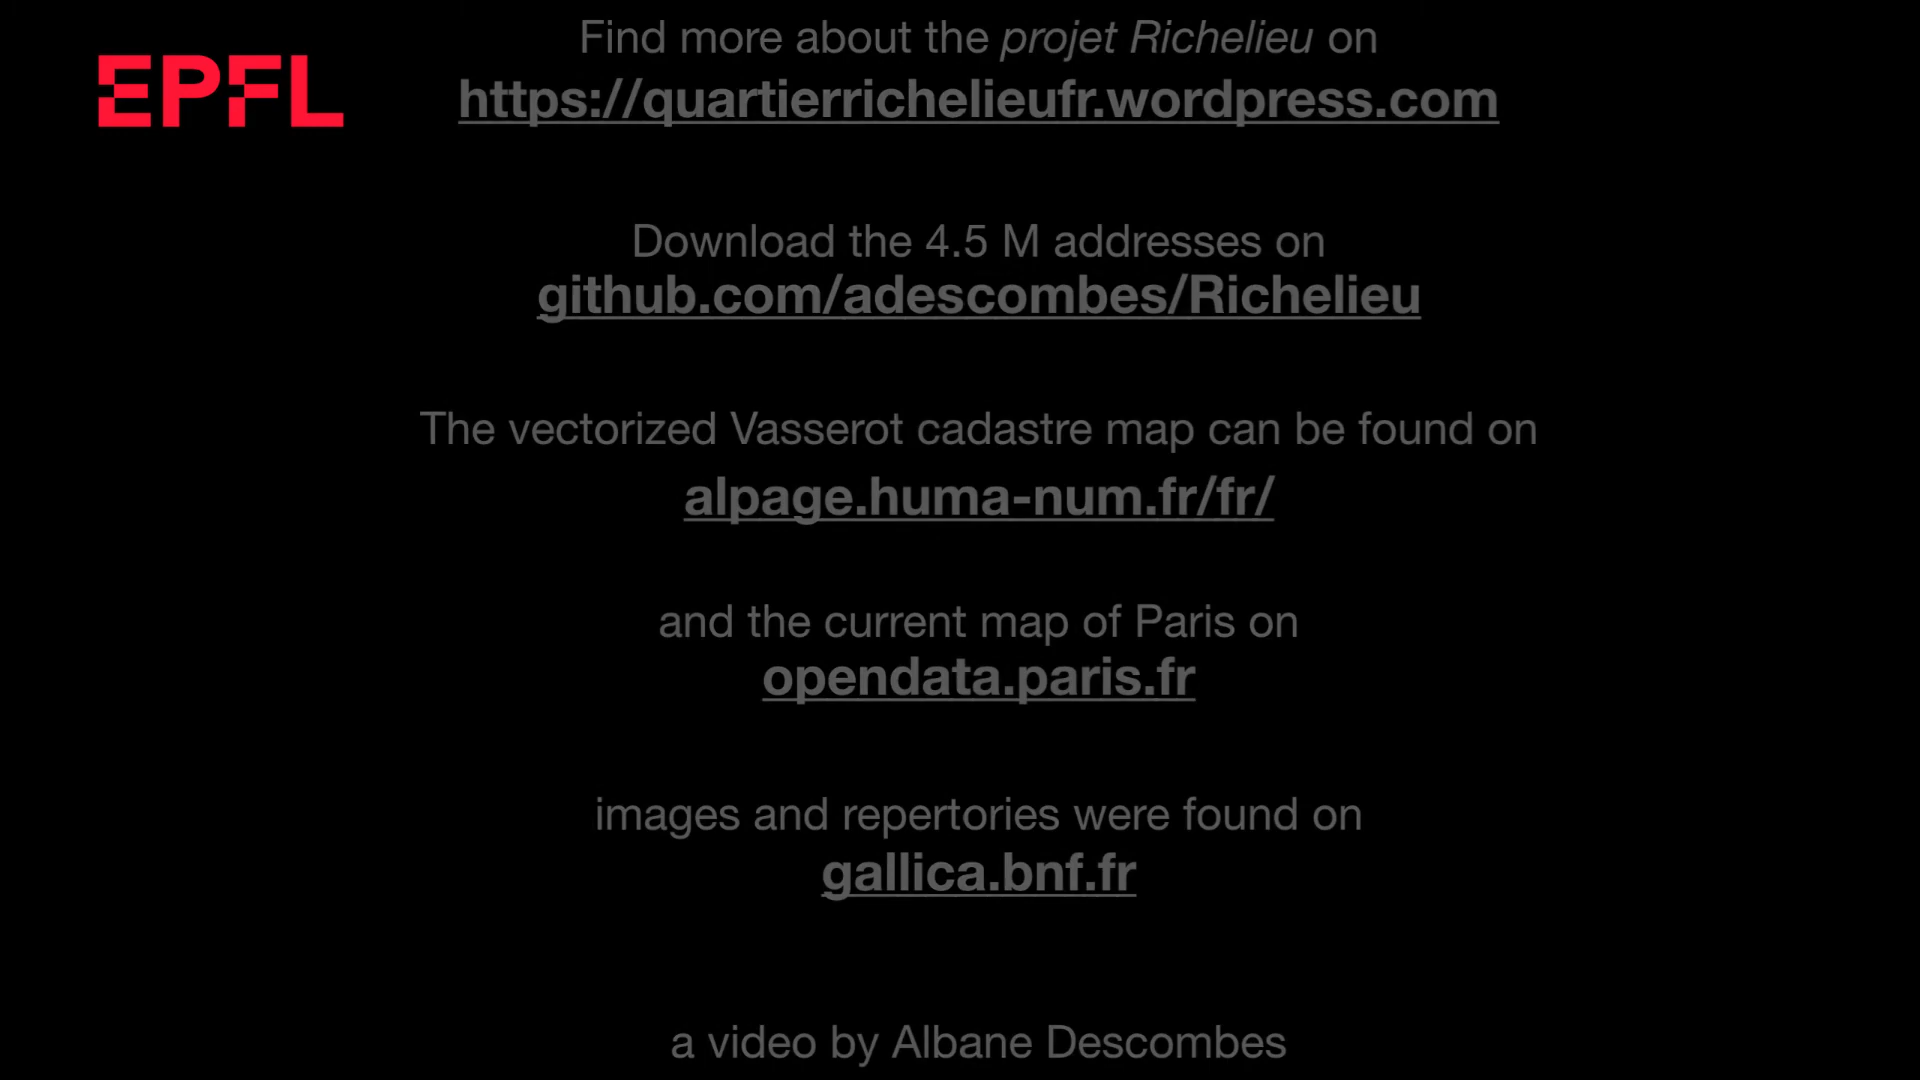 EPFL
Find more about the projet Richelieu on
https://quartierrichelieufr.wordpress.com
Download the 4.5 M addresses on
github.com/adescombes/Richelieu
The vectorized Vasserot cadastre map can be found on
alpage.huma-num.fr/fr/
and the current map of Paris on
opendata.paris.fr
images and repertories were found on
gallica.bnf.fr
a video by Albane Descombes